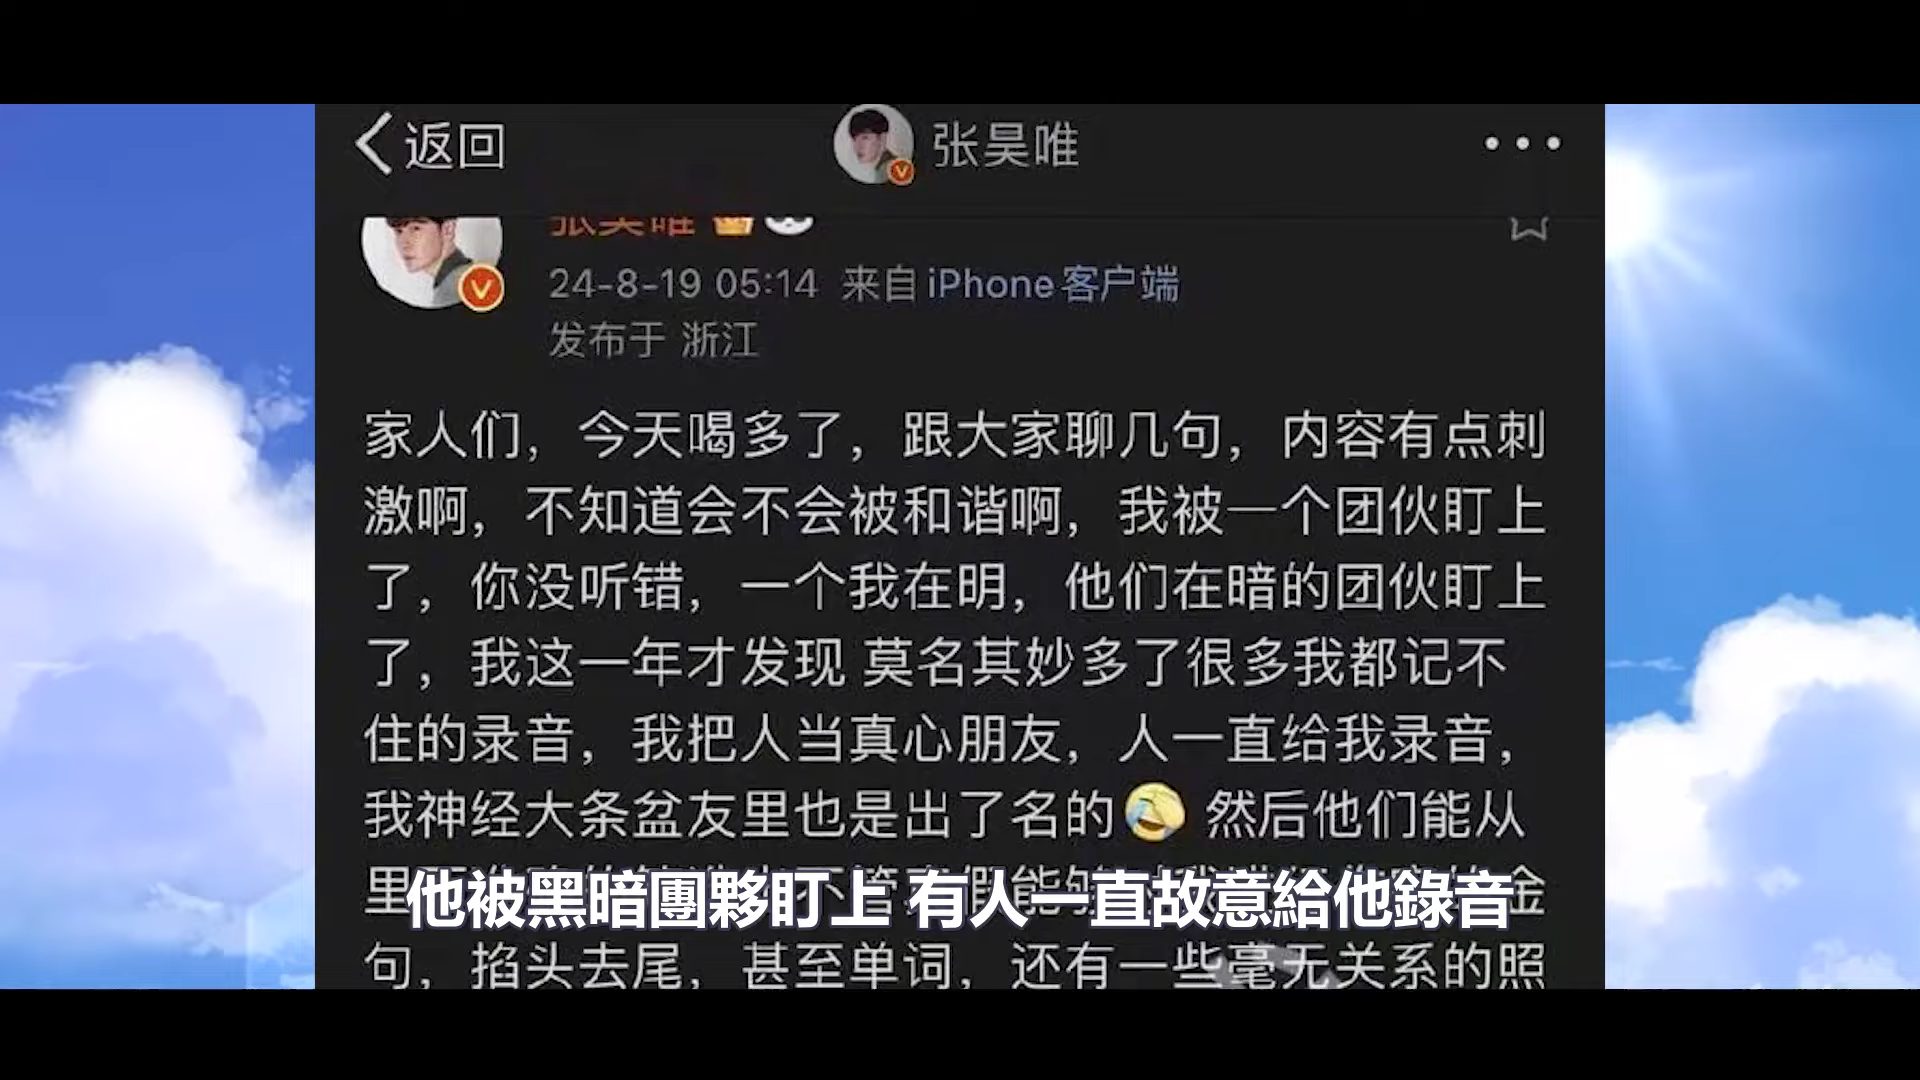 返回
张昊唯
张昊唯
24-8-19 05:14 来自 iPhone客户端
发布于 浙江
家人们，今天喝多了，跟大家聊几句，内容有点刺
激啊，不知道会不会被和谐啊，我被一个团伙盯上
了，你没听错，一个我在明，他们在暗的团伙盯上
了，我这一年才发现 莫名其妙多了很多我都记不
住的录音，我把人当真心朋友，人一直给我录音，
我神经大条盆友里也是出了名的🤣 然后他们能从
里
金
他被黑暗團夥盯上 有人一直故意給他錄音
句，掐头去尾，甚至单词，还有一些毫无关系的照